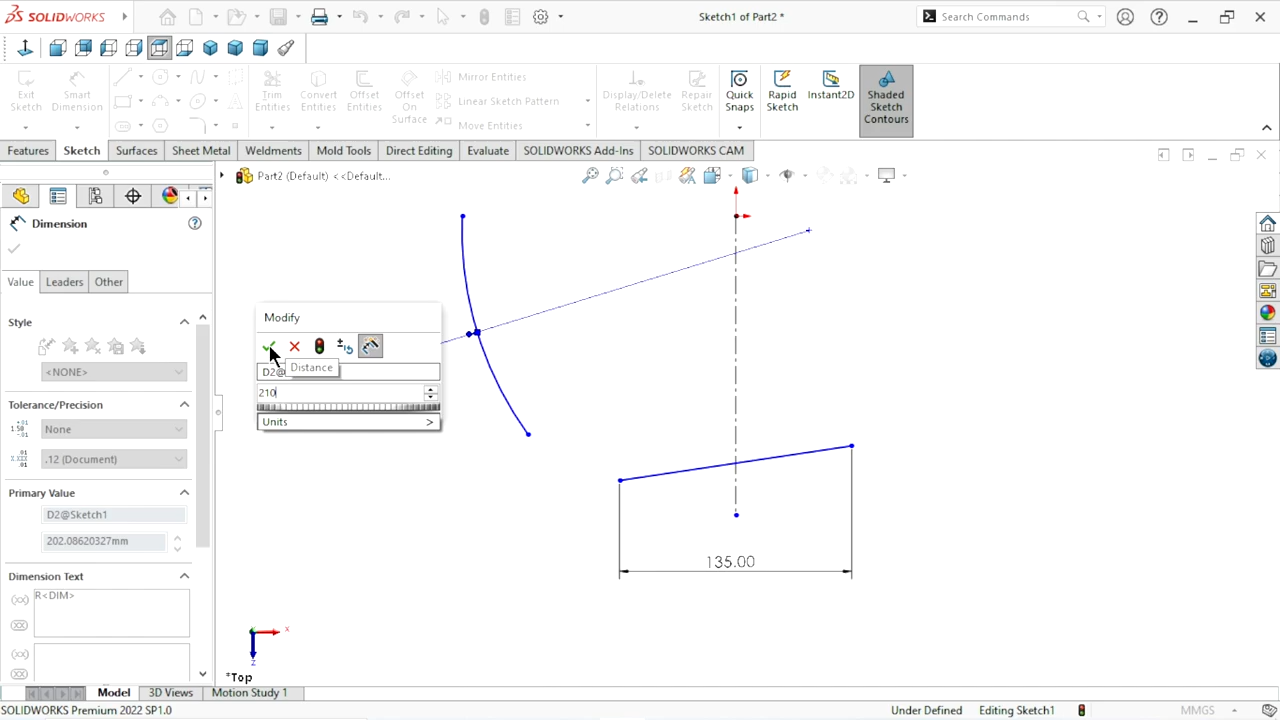 SOLIDWORKS
Sketch1 of Part2 *
Search Commands
Exit Sketch
Smart Dimension
Trim Entities
Convert Entities
Offset Entities
Offset On Surface
Mirror Entities
Linear Sketch Pattern
Move Entities
Display/Delete Relations
Repair Sketch
Quick Snaps
Rapid Sketch
Instant2D
Shaded Sketch Contours
Features
Sketch
Surfaces
Sheet Metal
Weldments
Mold Tools
Direct Editing
Evaluate
SOLIDWORKS Add-Ins
SOLIDWORKS CAM
Part2 (Default) <<Default...
Dimension
Value
Leaders
Other
Style
<NONE>
Tolerance/Precision
None
.12 (Document)
Primary Value
D2@Sketch1
202.08620327mm
Dimension Text
R<DIM>
Modify
D2@
Distance
210
Units
135.00
x
z
*Top
Model
3D Views
Motion Study 1
SOLIDWORKS Premium 2022 SP1.0
Under Defined
Editing Sketch1
MMGS